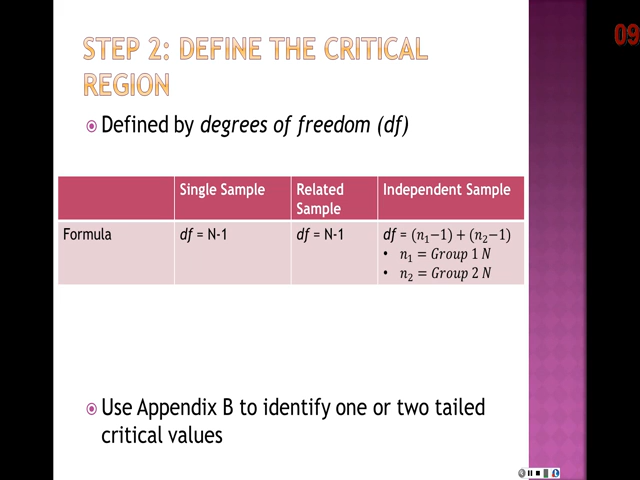 09
STEP 2: DEFINE THE CRITICAL
REGION
Defined by degrees of freedom (df)
Single Sample
Related
Sample
Independent Sample
Formula
df = N-1
df = N-1
df = (n₁−1) + (n₂−1)
• n₁ = Group 1 N
• n₂ = Group 2 N
Use Appendix B to identify one or two tailed
critical values